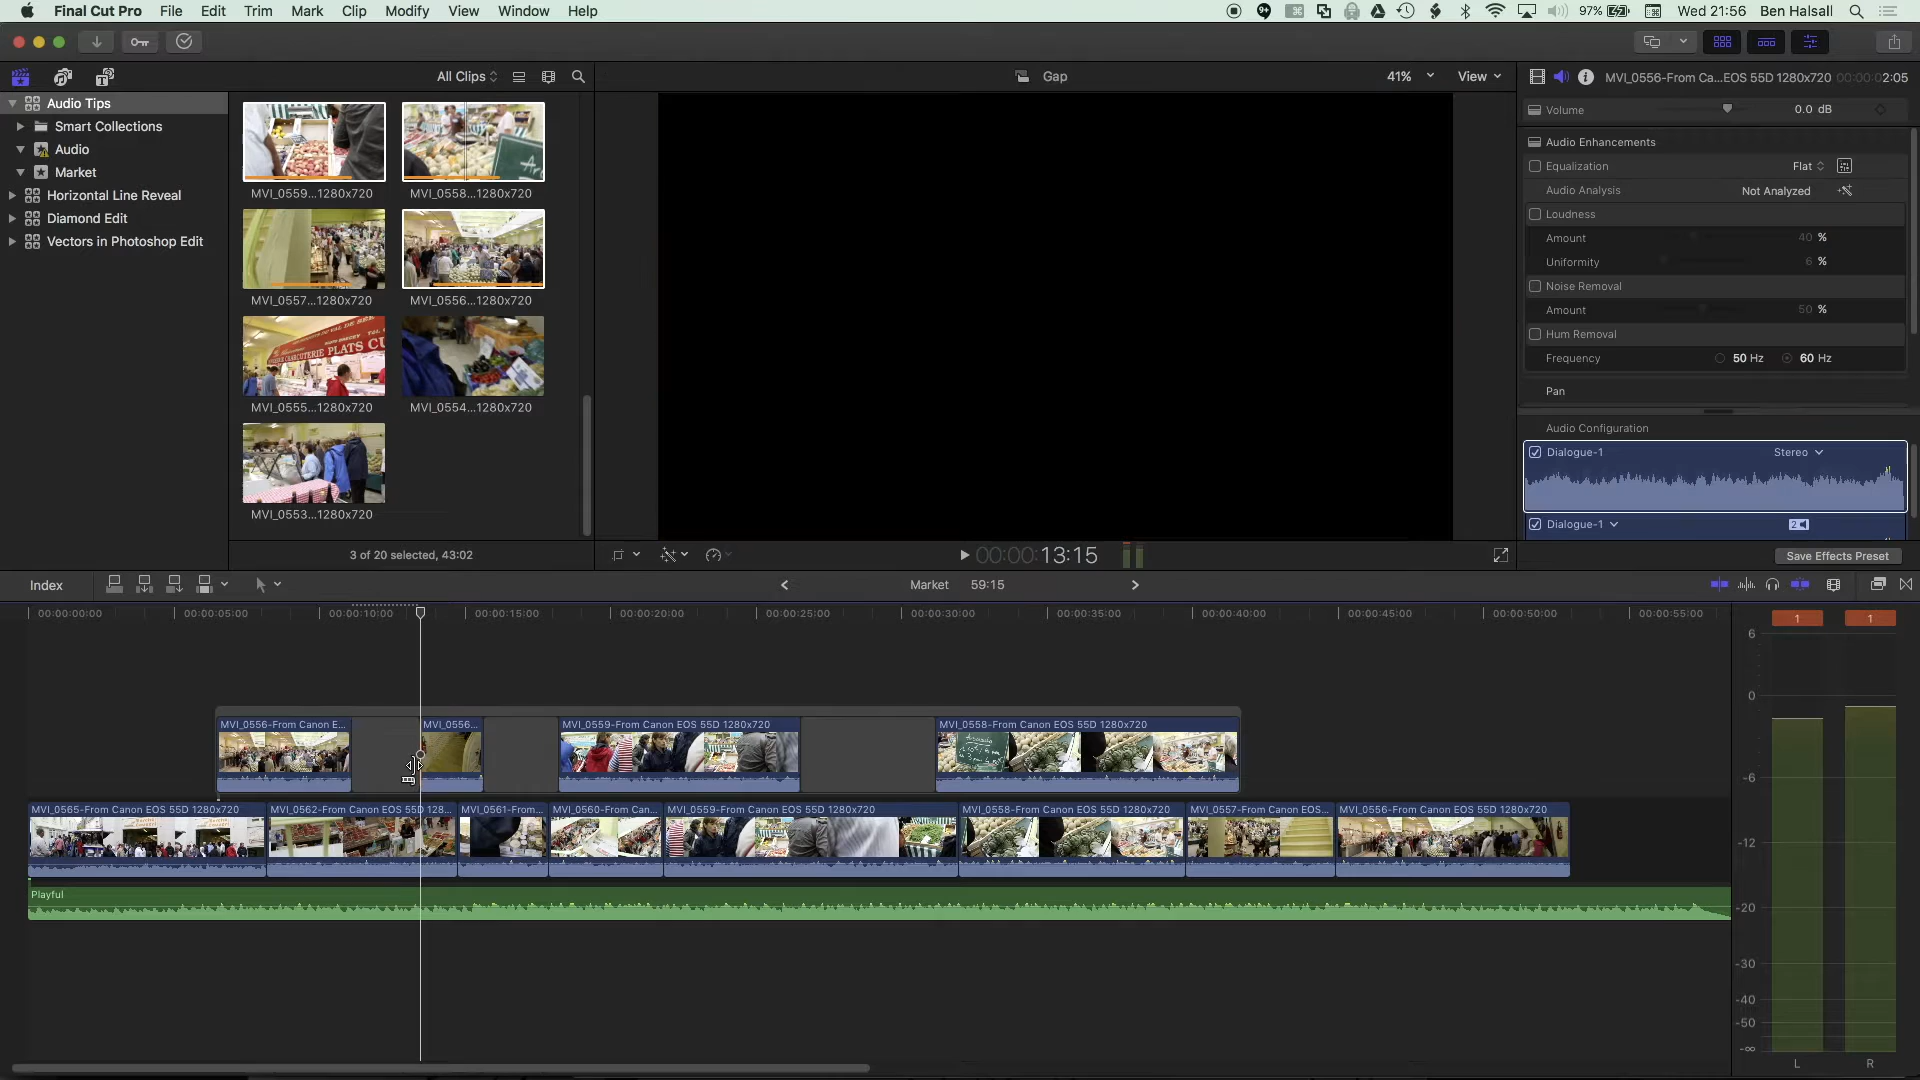 Final Cut Pro File Edit Trim Mark Clip Modify View Window Help 97% Wed 21:56 Ben Halsall
All Clips
Gap
41%
View
MVI_0556-From Ca...EOS 55D 1280x720 00:00:02:05
Audio Tips
Smart Collections
Audio
Market
Horizontal Line Reveal
Diamond Edit
Vectors in Photoshop Edit
MVI_0559...1280x720
MVI_0558...1280x720
MVI_0557...1280x720
MVI_0556...1280x720
MVI_0555...1280x720
MVI_0554...1280x720
MVI_0553...1280x720
3 of 20 selected, 43:02
00:00:13:15
Volume 0.0 dB
Audio Enhancements
Equalization Flat
Audio Analysis Not Analyzed
Loudness
Amount 40 %
Uniformity 6 %
Noise Removal
Amount 50 %
Hum Removal
Frequency 50 Hz 60 Hz
Pan
Audio Configuration
Dialogue-1 Stereo
Dialogue-1 2
Save Effects Preset
Index
Market 59:15
00:00:00:00 00:00:05:00 00:00:10:00 00:00:15:00 00:00:20:00 00:00:25:00 00:00:30:00 00:00:35:00 00:00:40:00 00:00:45:00 00:00:50:00 00:00:55:00
MVI_0556-From Canon E... MVI_0556... MVI_0559-From Canon EOS 55D 1280x720 MVI_0558-From Canon EOS 55D 1280x720
MVI_0565-From Canon EOS 55D 1280x720 MVI_0562-From Canon EOS 55D 128... MVI_0561-From... MVI_0560-From Can... MVI_0559-From Canon EOS 55D 1280x720 MVI_0558-From Canon EOS 55D 1280x720 MVI_0557-From Canon EOS... MVI_0556-From Canon EOS 55D 1280x720
Playful
1 1
6
0
-6
-12
-20
-30
-40
-50
-∞
L R